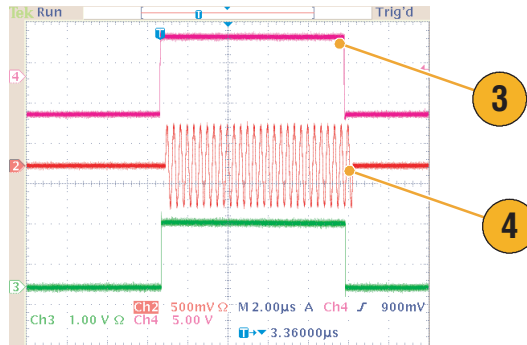 Tek Run Trig'd
T
T
4
3
2
4
3
Ch2 500mV Ω M 2.00µs A Ch4 ʃ 900mV
Ch3 1.00 V Ω Ch4 5.00 V
T→▼ 3.36000µs